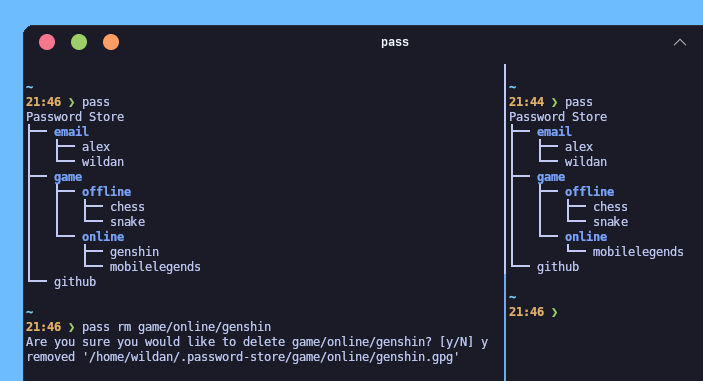 pass
~
21:46 ❯ pass
Password Store
├── email
│   ├── alex
│   └── wildan
├── game
│   ├── offline
│   │   ├── chess
│   │   └── snake
│   └── online
│       ├── genshin
│       └── mobilelegends
└── github
~
21:46 ❯ pass rm game/online/genshin
Are you sure you would like to delete game/online/genshin? [y/N] y
removed '/home/wildan/.password-store/game/online/genshin.gpg'
~
21:44 ❯ pass
Password Store
├── email
│   ├── alex
│   └── wildan
├── game
│   ├── offline
│   │   ├── chess
│   │   └── snake
│   └── online
│       └── mobilelegends
└── github
~
21:46 ❯